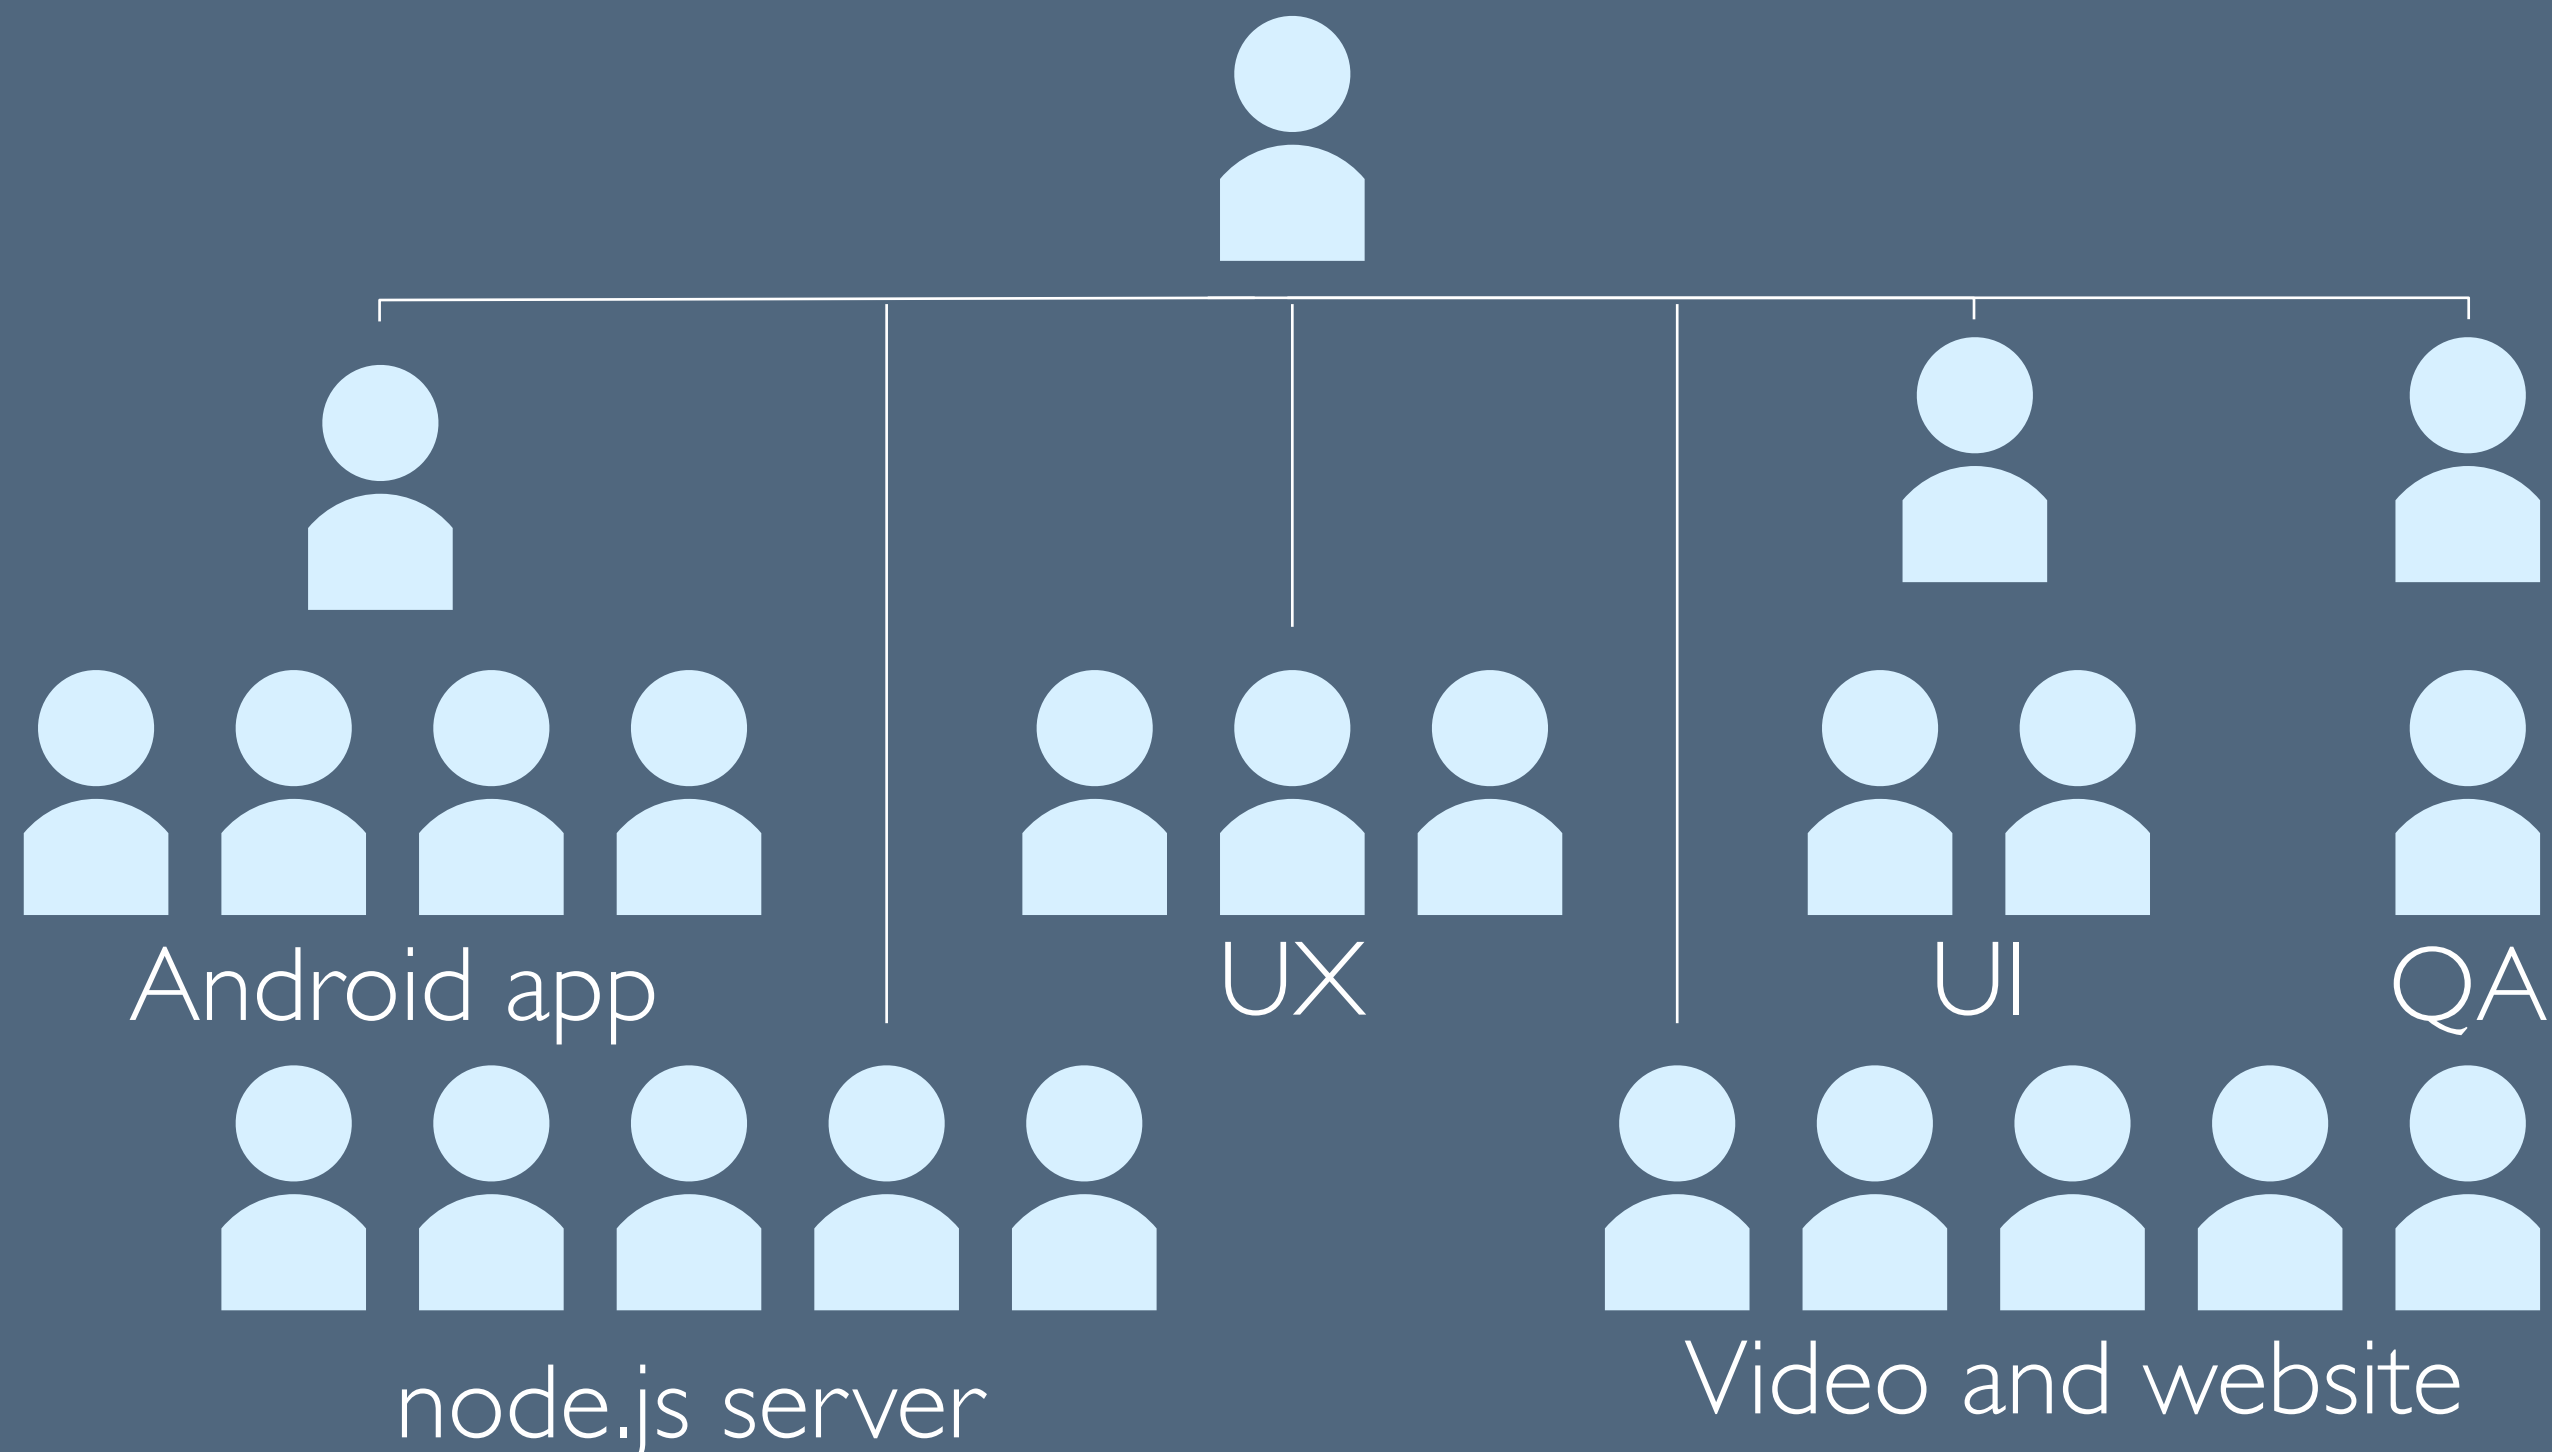 Android app
UX
UI
QA
node.js server
Video and website